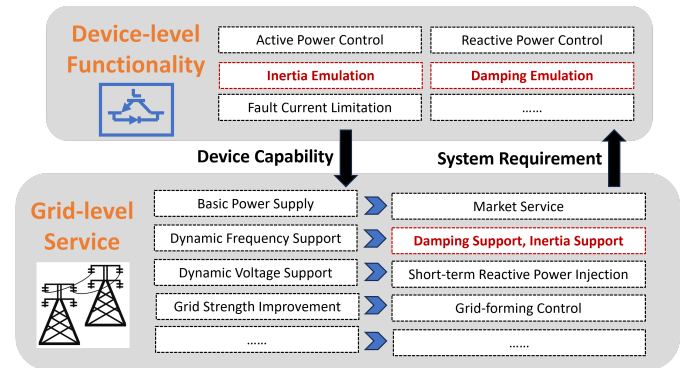 Device-level
Functionality
Active Power Control
Reactive Power Control
Inertia Emulation
Damping Emulation
Fault Current Limitation
......
Device Capability
System Requirement
Grid-level
Service
Basic Power Supply
Market Service
Dynamic Frequency Support
Damping Support, Inertia Support
Dynamic Voltage Support
Short-term Reactive Power Injection
Grid Strength Improvement
Grid-forming Control
......
......